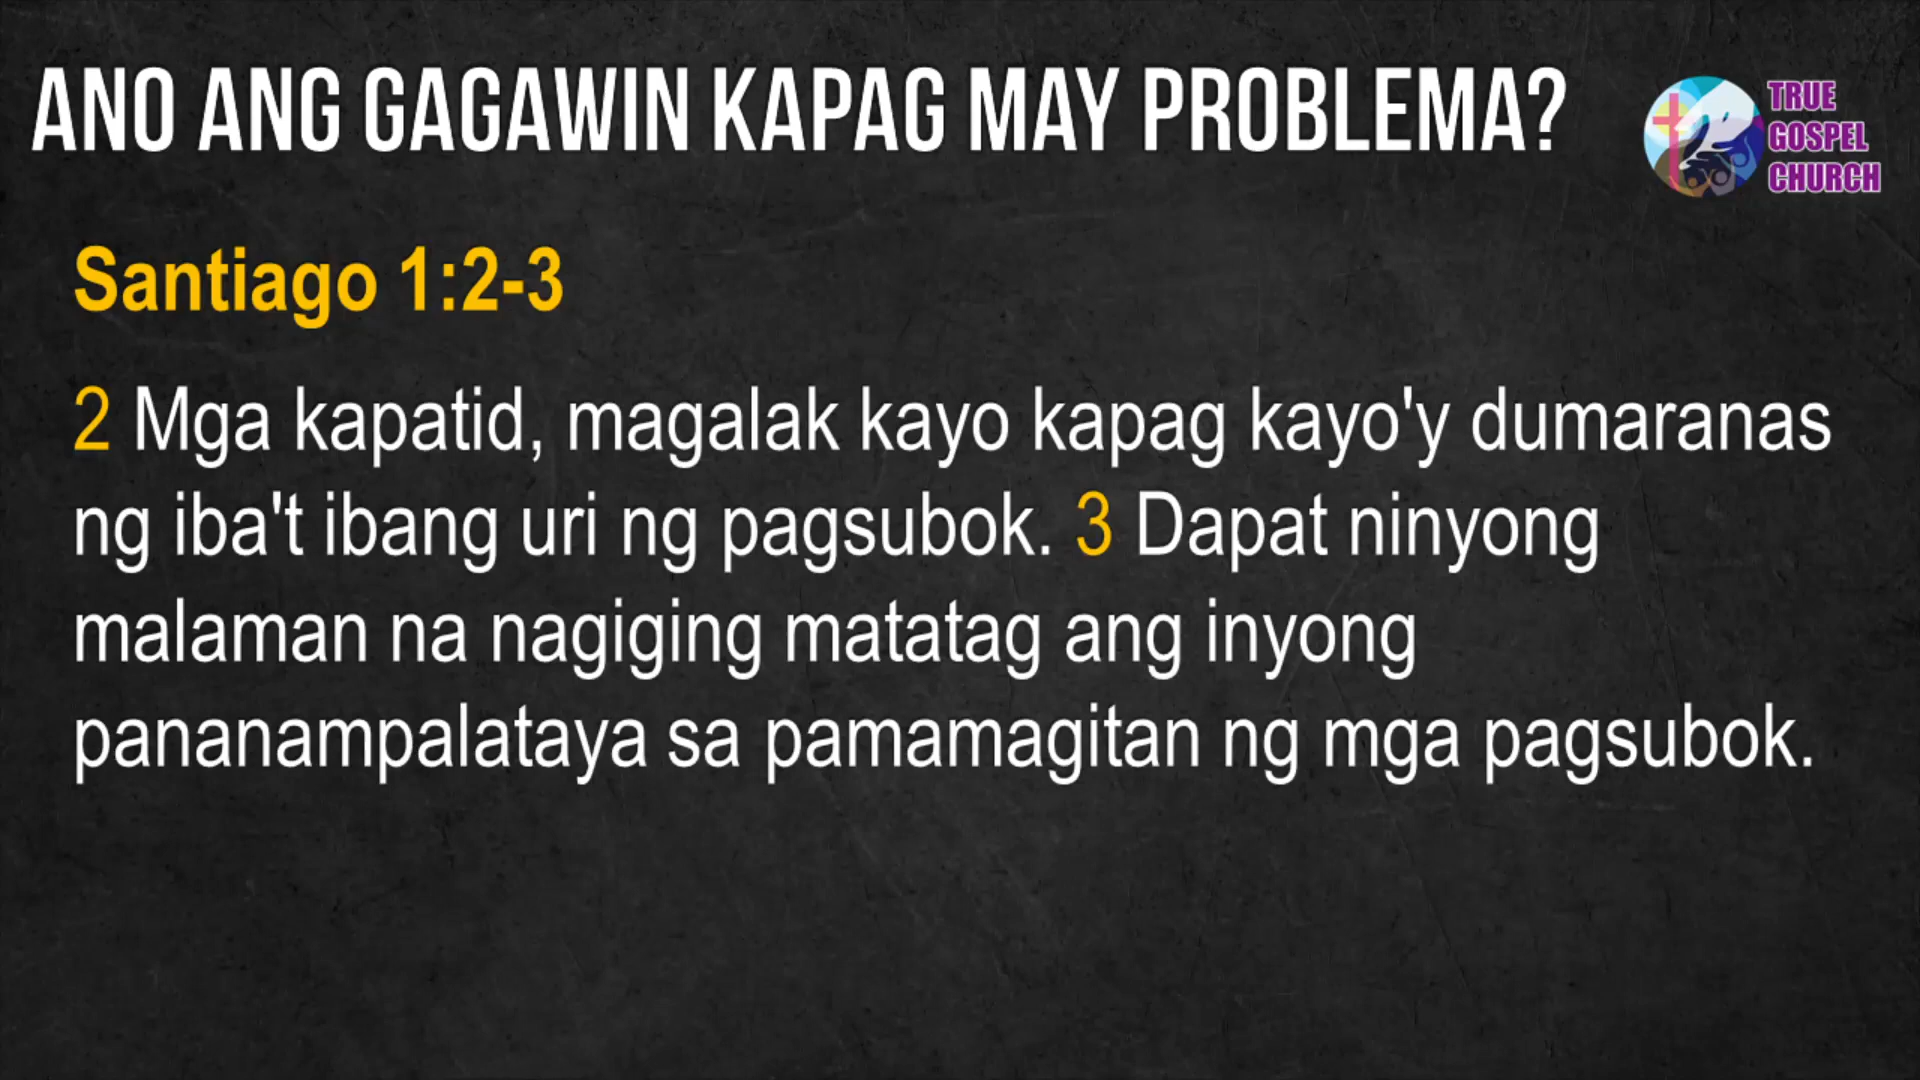 ANO ANG GAGAWIN KAPAG MAY PROBLEMA?
TRUE
GOSPEL
CHURCH
Santiago 1:2-3
2 Mga kapatid, magalak kayo kapag kayo'y dumaranas
ng iba't ibang uri ng pagsubok. 3 Dapat ninyong
malaman na nagiging matatag ang inyong
pananampalataya sa pamamagitan ng mga pagsubok.